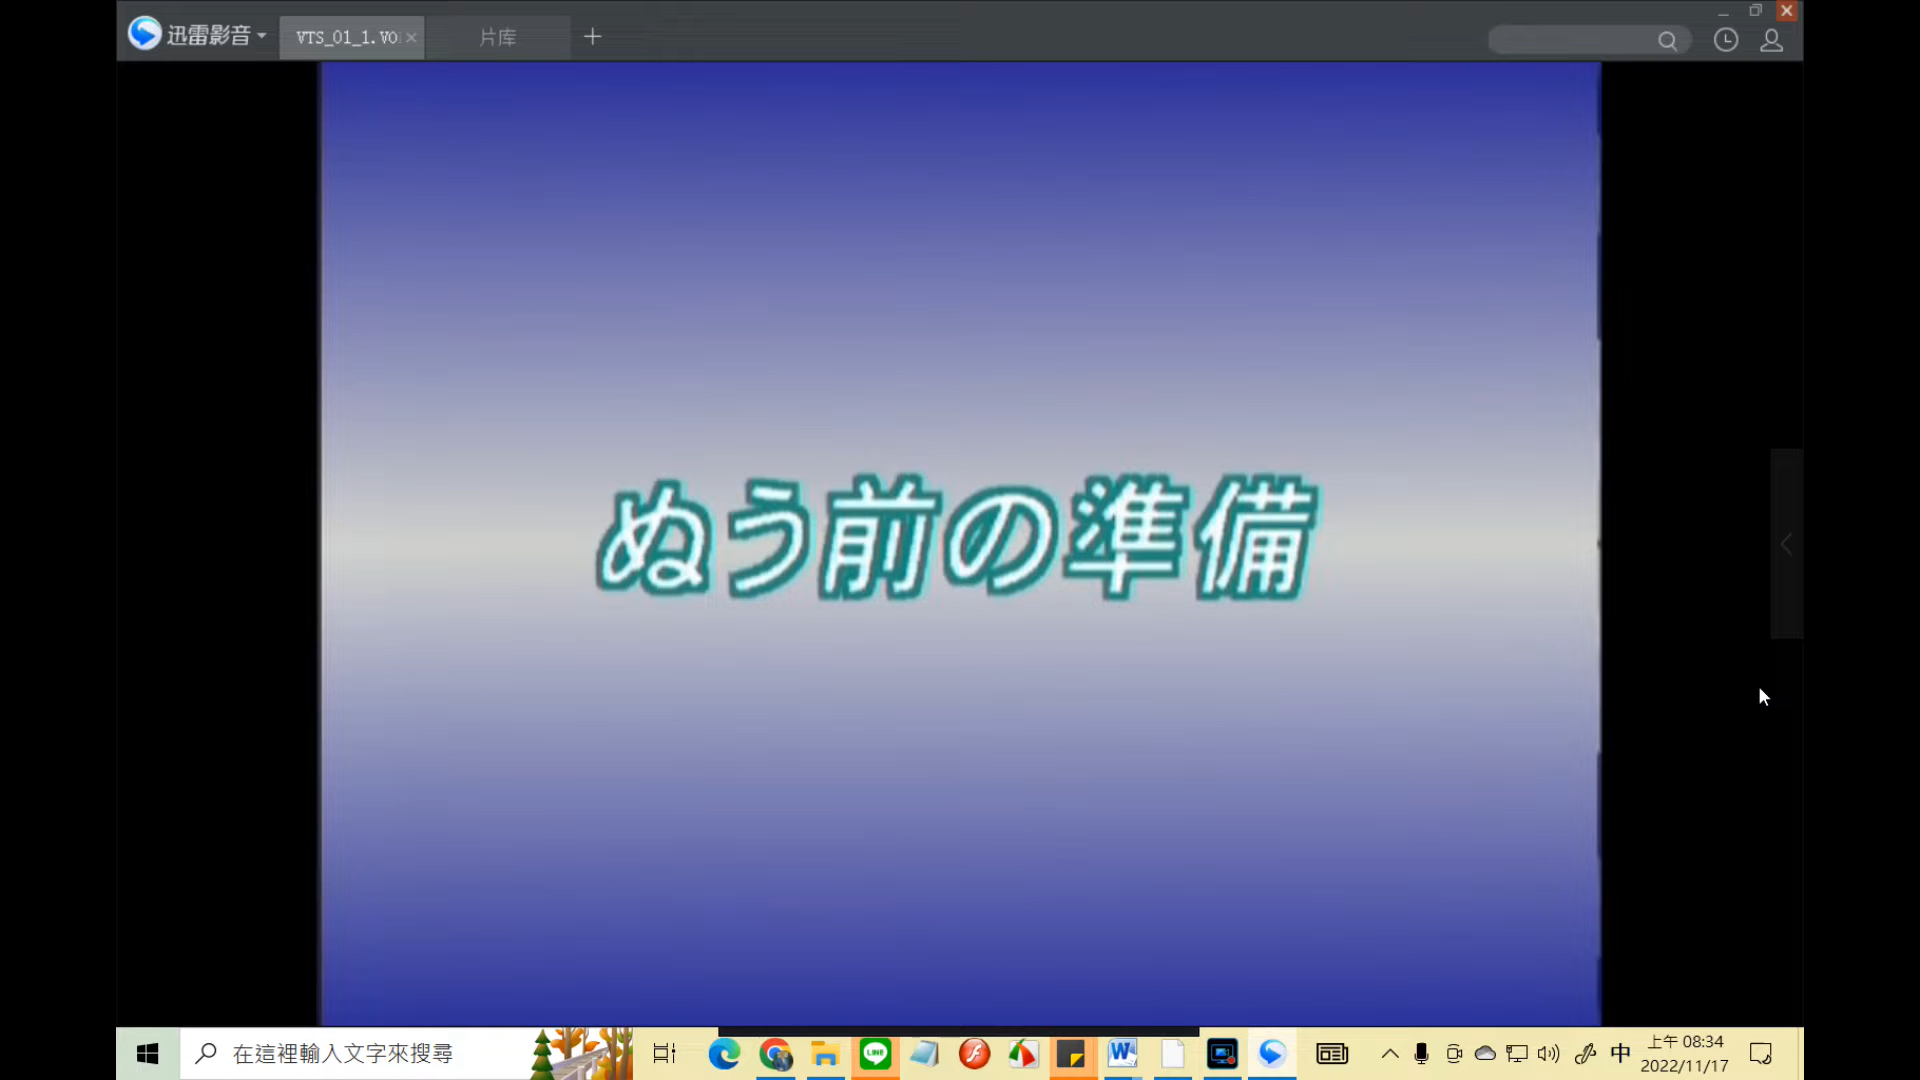 迅雷影音
VTS_01_1.VO
片库
ぬう前の準備
在這裡輸入文字來搜尋
LINE
中
上午 08:34
2022/11/17